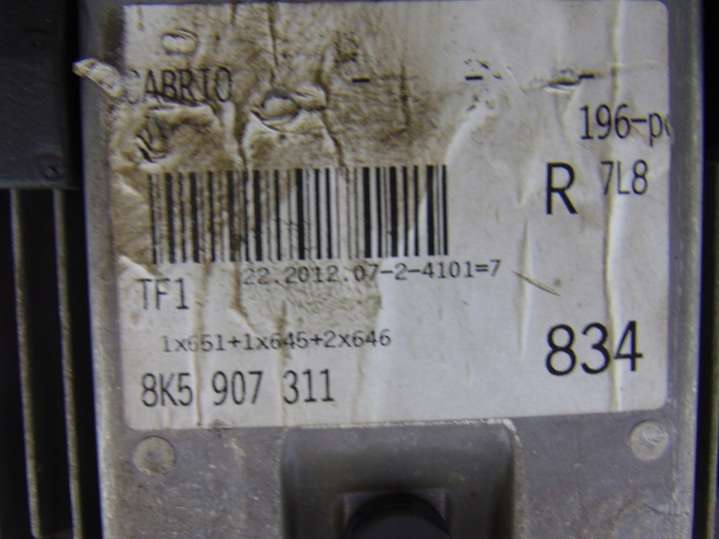 CABRIO - - -
196-p
R 7L8
22.2012.07-2-4101=7
TF1
1x651+1x645+2x646
834
8K5 907 311